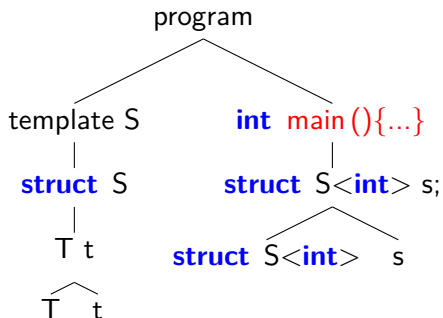 program
template S int main(){...}
struct S struct S<int> s;
T t struct S<int> s
T t